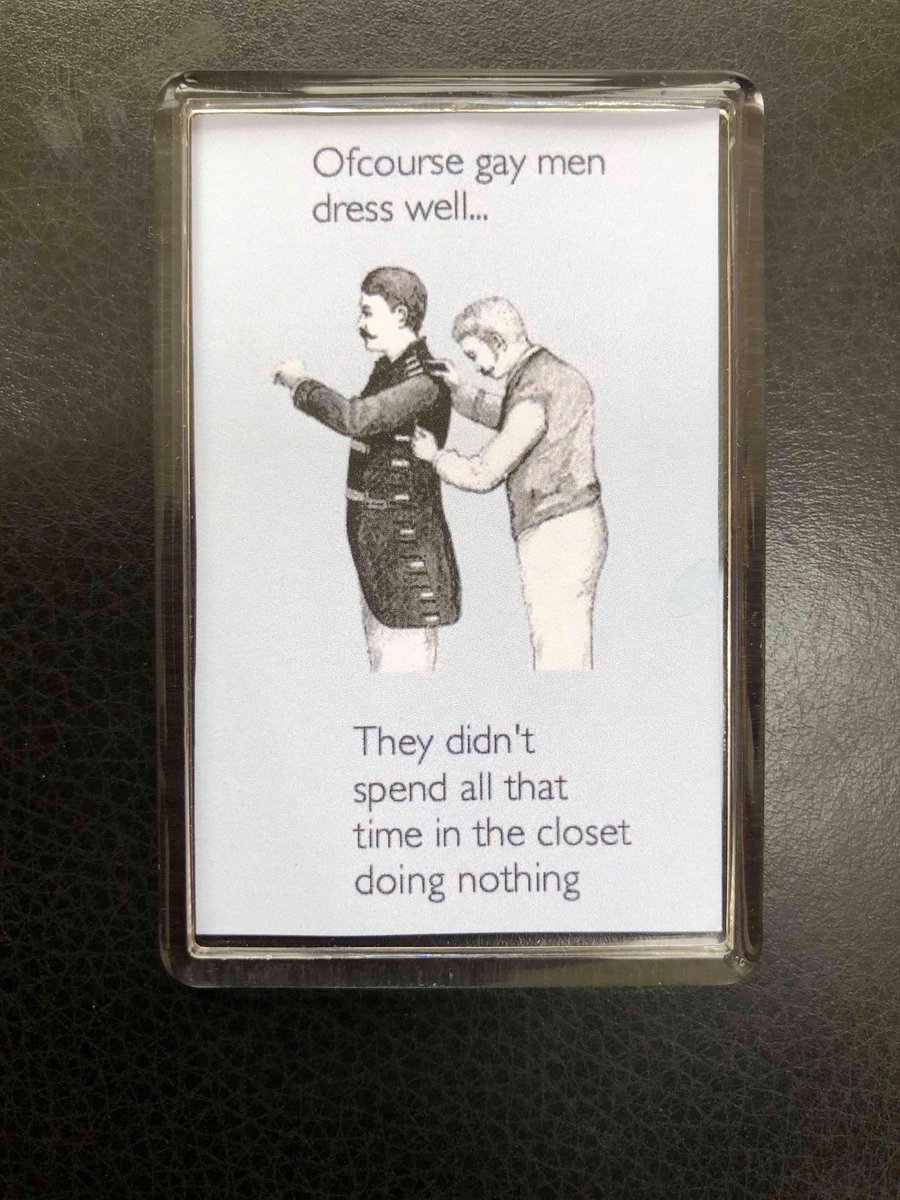 Ofcourse gay men
dress well...
They didn't
spend all that
time in the closet
doing nothing